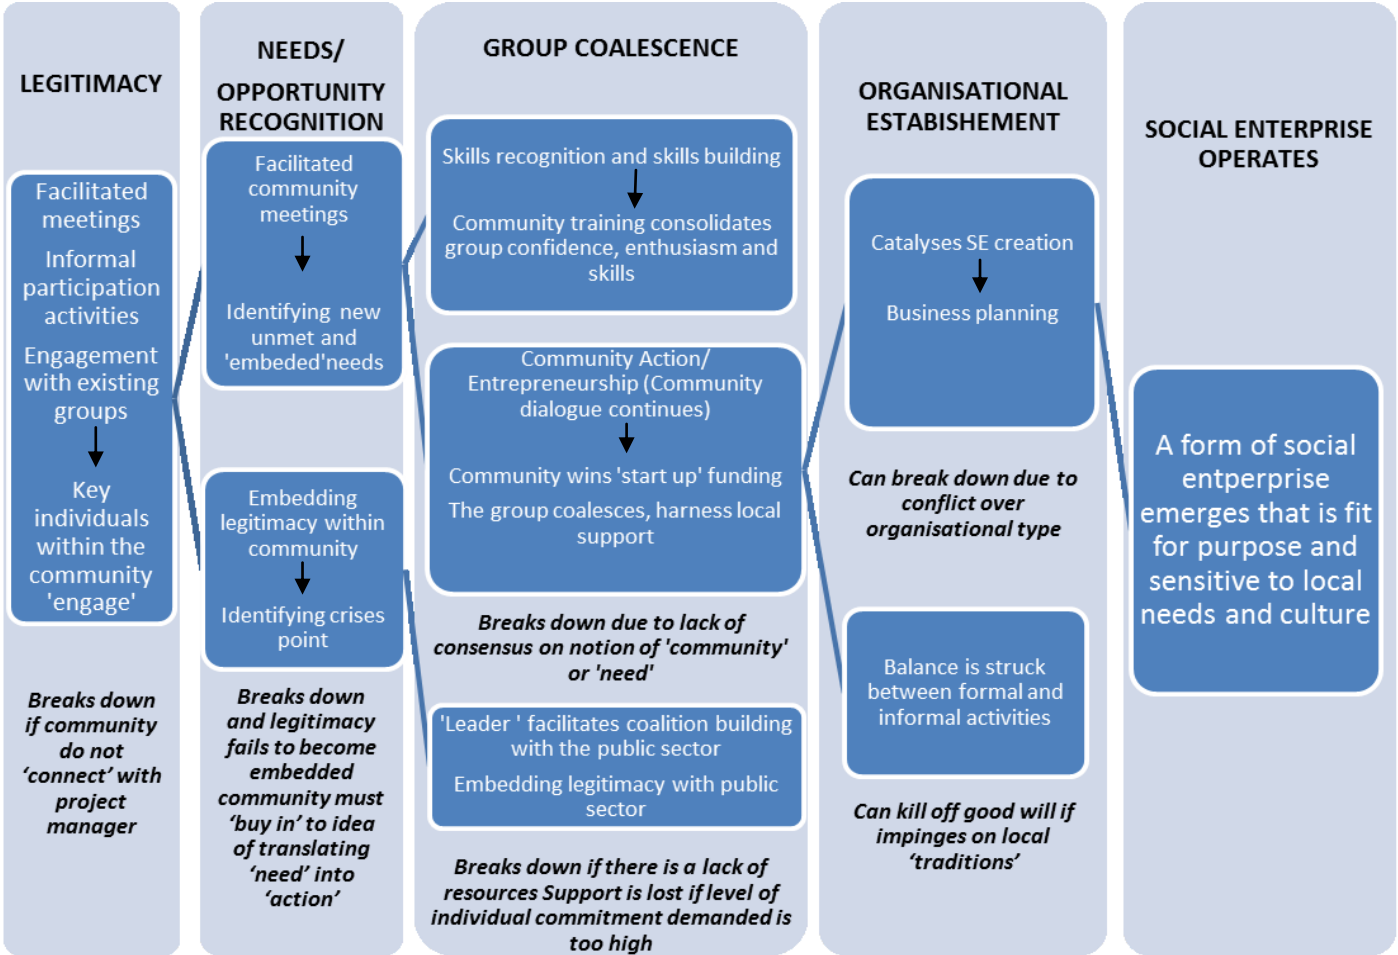 LEGITIMACY
Facilitated
meetings
Informal
participation
activities
Engagement
with existing
groups
Key
individuals
within the
community
'engage'
Breaks down
if community
do not
‘connect’ with
project
manager
NEEDS/
OPPORTUNITY
RECOGNITION
Facilitated
community
meetings
Identifying new
unmet and
'embeded'needs
Embedding
legitimacy within
community
Identifying crises
point
Breaks down
and legitimacy
fails to become
embedded
community must
‘buy in’ to idea
of translating
‘need’ into
‘action’
GROUP COALESCENCE
Skills recognition and skills building
Community training consolidates
group confidence, enthusiasm and
skills
Community Action/
Entrepreneurship (Community
dialogue continues)
Community wins 'start up' funding
The group coalesces, harness local
support
Breaks down due to lack of
consensus on notion of 'community'
or 'need'
'Leader ' facilitates coalition building
with the public sector
Embedding legitimacy with public
sector
Breaks down if there is a lack of
resources Support is lost if level of
individual commitment demanded is
too high
ORGANISATIONAL
ESTABISHEMENT
Catalyses SE creation
Business planning
Can break down due to
conflict over
organisational type
Balance is struck
between formal and
informal activities
Can kill off good will if
impinges on local
‘traditions’
SOCIAL ENTERPRISE
OPERATES
A form of social
entperprise
emerges that is fit
for purpose and
sensitive to local
needs and culture